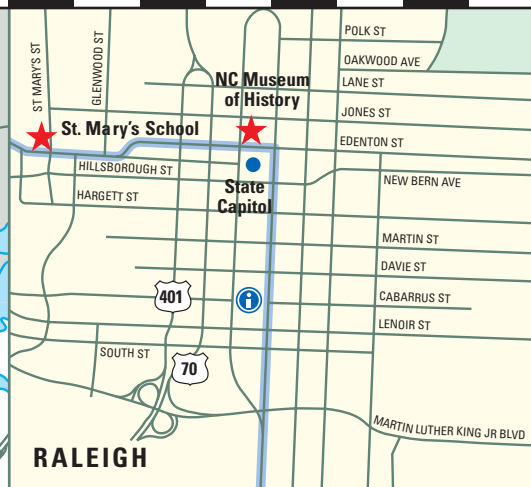 POLK ST
OAKWOOD AVE
ST MARY'S ST
GLENWOOD ST
NC Museum
of History
LANE ST
JONES ST
St. Mary's School
EDENTON ST
HILLSBOROUGH ST
State
Capitol
NEW BERN AVE
HARGETT ST
MARTIN ST
DAVIE ST
401
i
CABARRUS ST
LENOIR ST
SOUTH ST
70
MARTIN LUTHER KING JR BLVD
RALEIGH